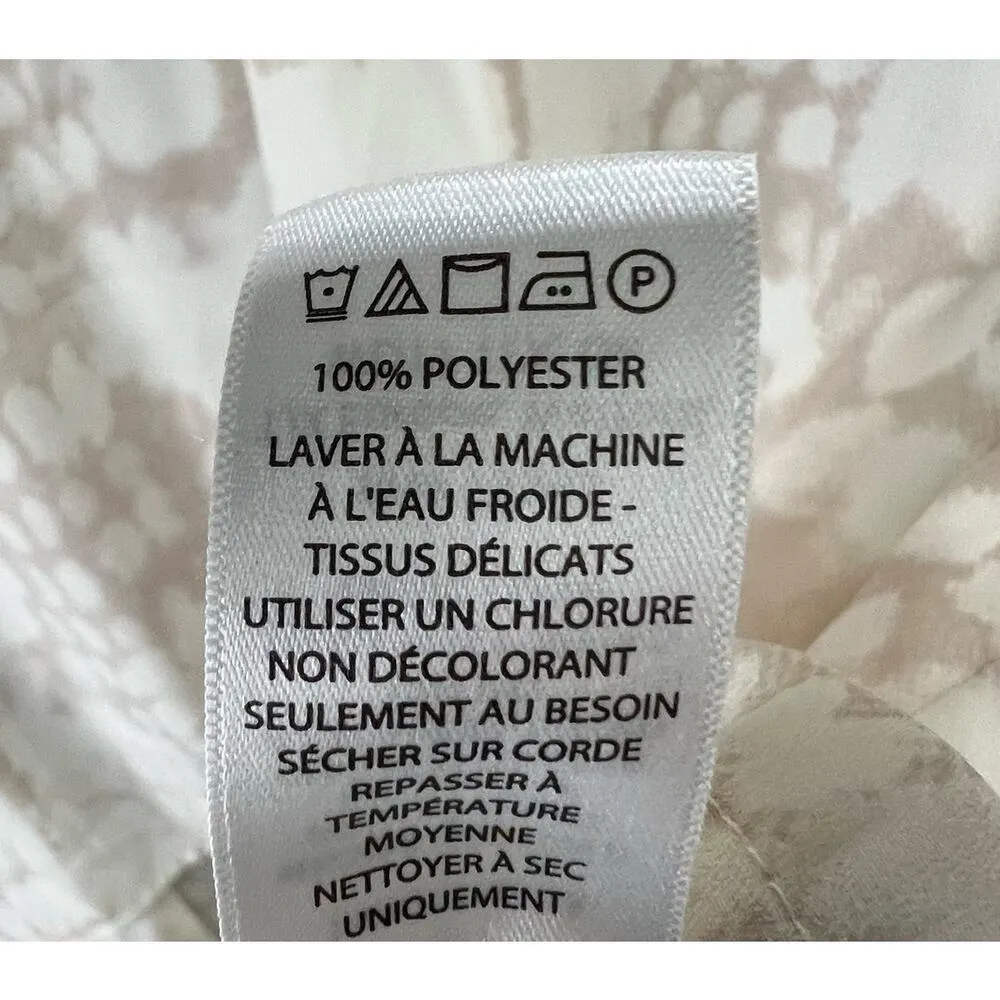 P
100% POLYESTER
LAVER À LA MACHINE
À L'EAU FROIDE -
TISSUS DÉLICATS
UTILISER UN CHLORURE
NON DÉCOLORANT
SEULEMENT AU BESOIN
SÉCHER SUR CORDE
REPASSER À
TEMPÉRATURE
MOYENNE
NETTOYER À SEC
UNIQUEMENT